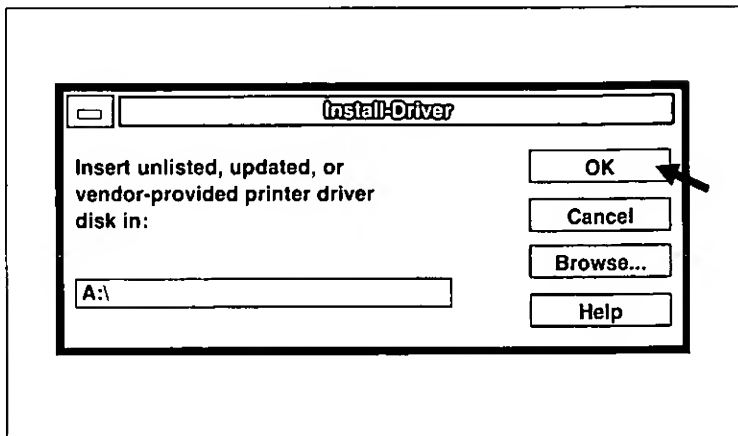 Install-Driver
Insert unlisted, updated, or
vendor-provided printer driver
disk in:
A:\
OK
Cancel
Browse...
Help